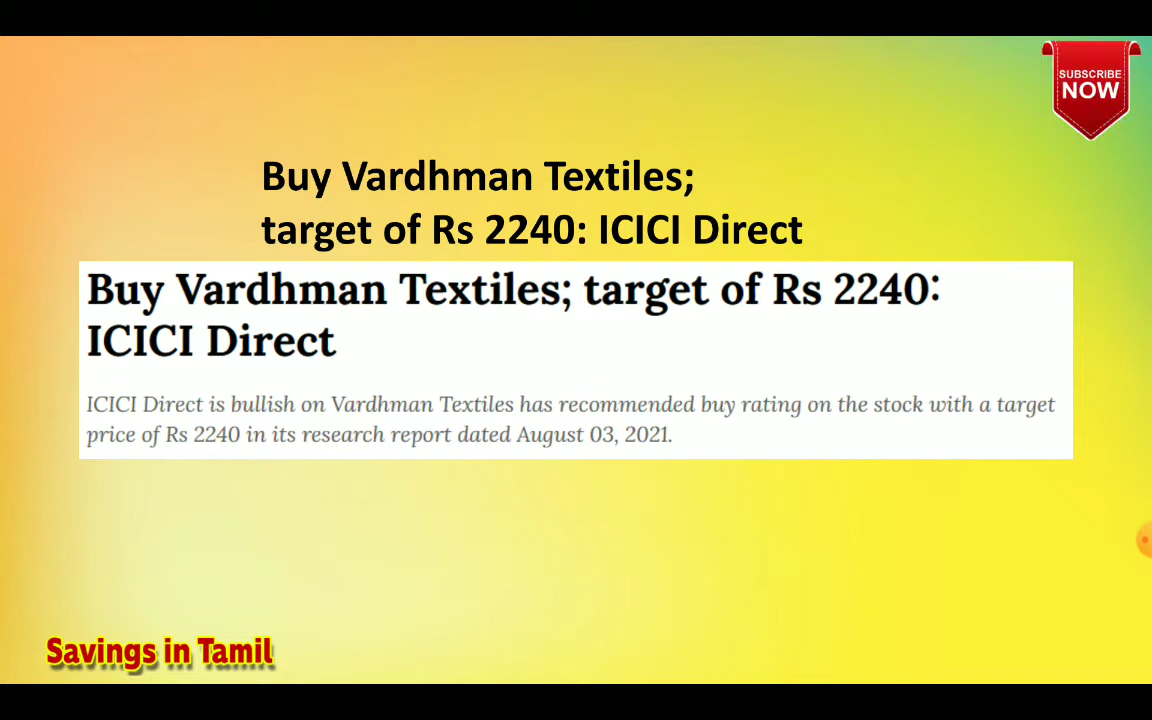 SUBSCRIBE
NOW
Buy Vardhman Textiles;
target of Rs 2240: ICICI Direct
Buy Vardhman Textiles; target of Rs 2240:
ICICI Direct
ICICI Direct is bullish on Vardhman Textiles has recommended buy rating on the stock with a target
price of Rs 2240 in its research report dated August 03, 2021.
Savings in Tamil